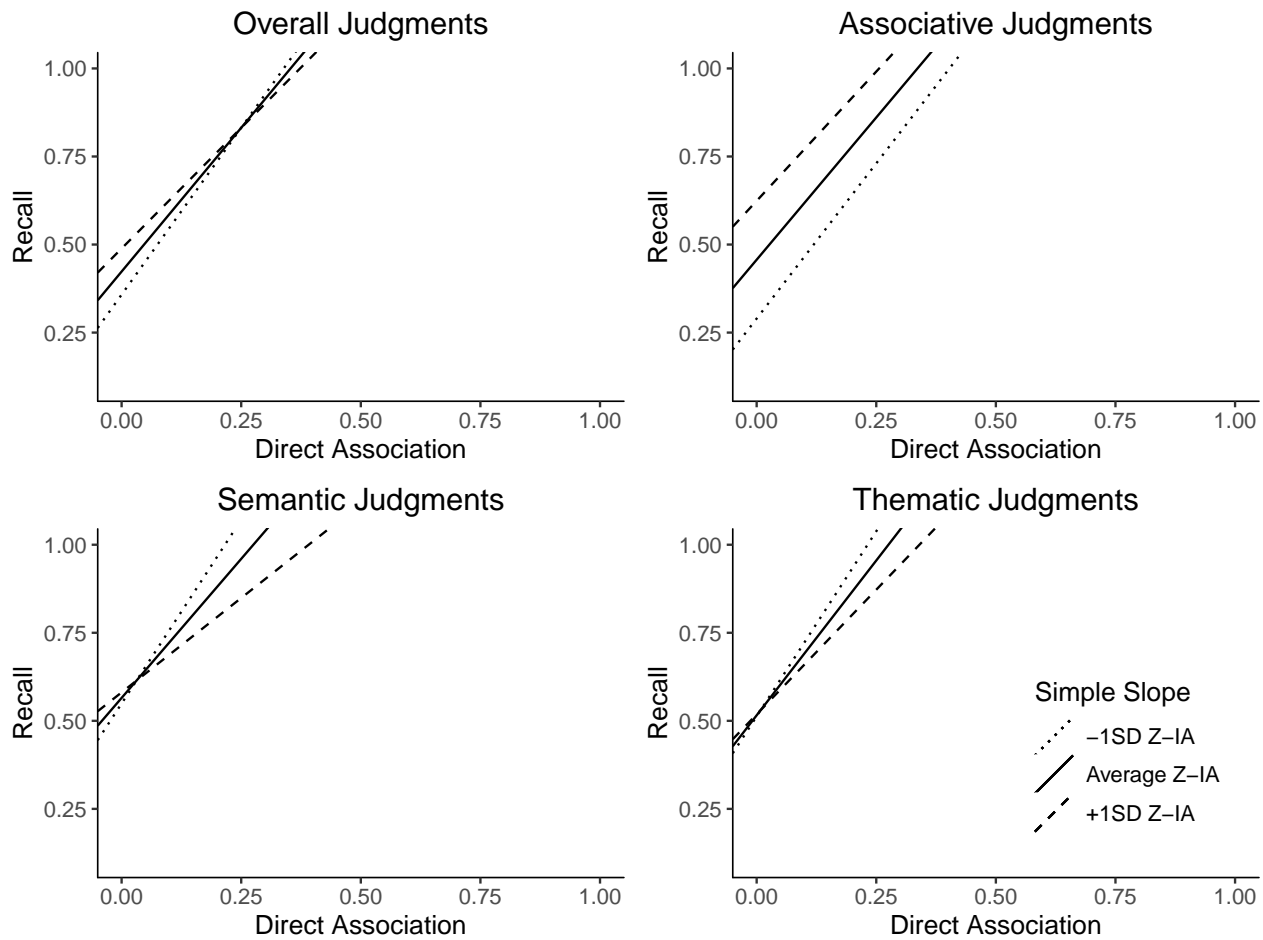 Overall Judgments
1.00
0.75
0.50
0.25
Recall
0.00 0.25 0.50 0.75 1.00
Direct Association
Associative Judgments
1.00
0.75
0.50
0.25
Recall
0.00 0.25 0.50 0.75 1.00
Direct Association
Semantic Judgments
1.00
0.75
0.50
0.25
Recall
0.00 0.25 0.50 0.75 1.00
Direct Association
Thematic Judgments
1.00
0.75
0.50
0.25
Recall
Simple Slope
−1SD Z−IA
Average Z−IA
+1SD Z−IA
0.00 0.25 0.50 0.75 1.00
Direct Association